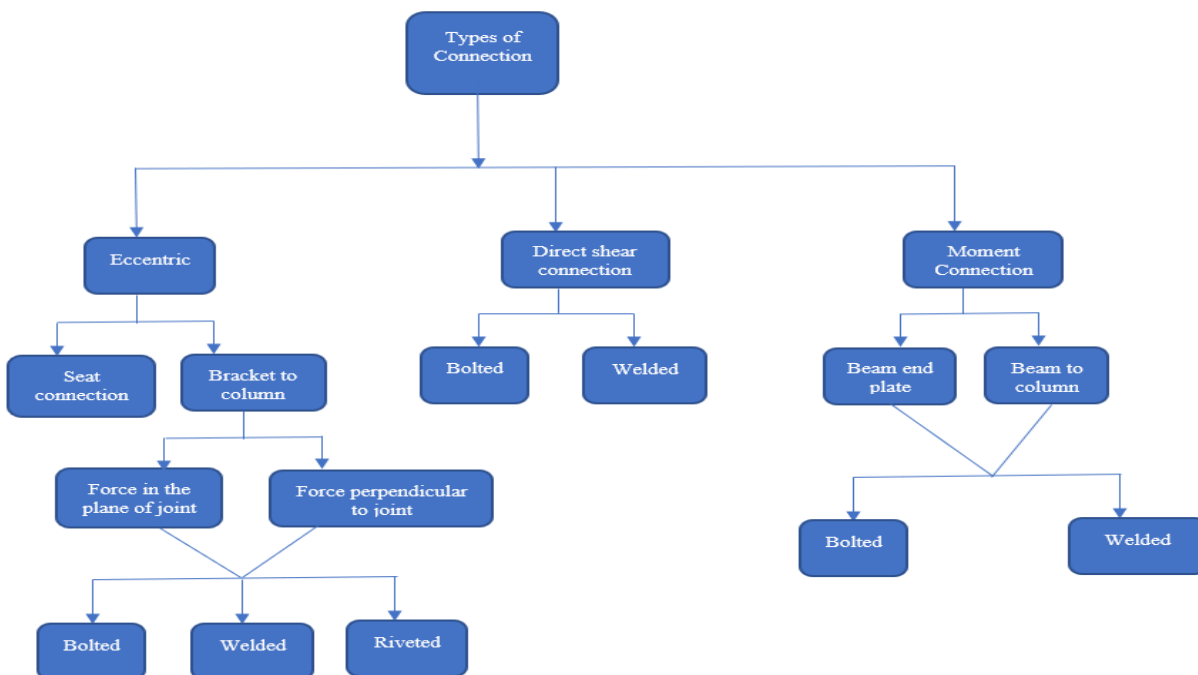 Types of
Connection
Eccentric
Direct shear
connection
Moment
Connection
Seat
connection
Bracket to
column
Bolted
Welded
Beam end
plate
Beam to
column
Force in the
plane of joint
Force perpendicular
to joint
Bolted
Welded
Bolted
Welded
Riveted